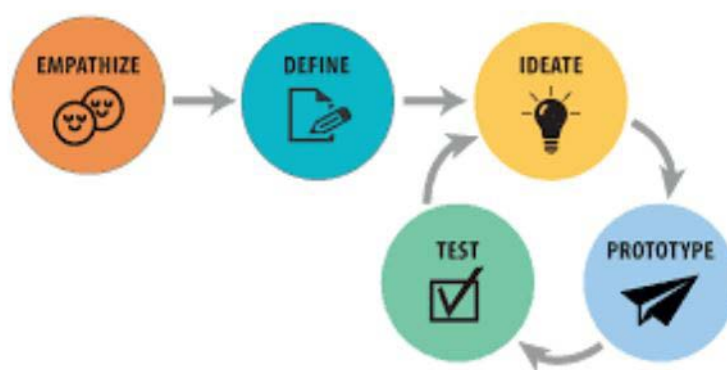 EMPATHIZE
DEFINE
IDEATE
TEST
PROTOTYPE